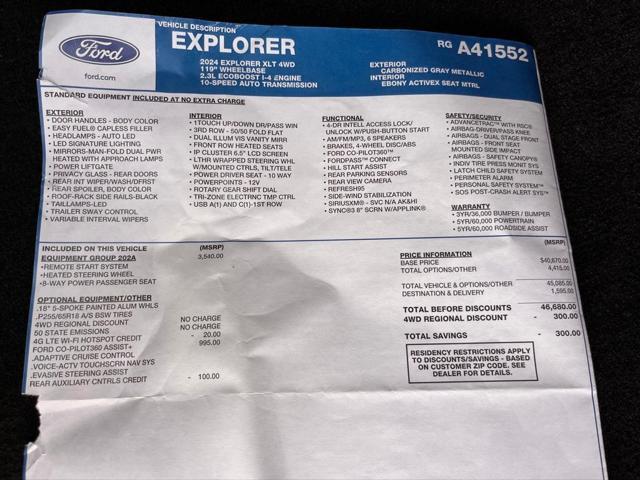 Ford
ford.com
VEHICLE DESCRIPTION
EXPLORER
2024 EXPLORER XLT 4WD
119" WHEELBASE
2.3L ECOBOOST I-4 ENGINE
10-SPEED AUTO TRANSMISSION
RG A41552
EXTERIOR
CARBONIZED GRAY METALLIC
INTERIOR
EBONY ACTIVEX SEAT MTRL
STANDARD EQUIPMENT INCLUDED AT NO EXTRA CHARGE
EXTERIOR
• DOOR HANDLES - BODY COLOR
• EASY FUEL® CAPLESS FILLER
• HEADLAMPS - AUTO LED
• LED SIGNATURE LIGHTING
• MIRRORS-MAN FOLD DUAL PWR
HEATED WITH APPROACH LAMPS
• POWER LIFTGATE
• PRIVACY GLASS - REAR DOORS
• REAR INT WIPER/WASH/DFRST
• REAR SPOILER, BODY COLOR
• ROOF-RACK SIDE RAILS-BLACK
• TAILLAMPS-LED
• TRAILER SWAY CONTROL
• VARIABLE INTERVAL WIPERS
INTERIOR
• 1TOUCH UP/DOWN DR/PASS WIN
• 3RD ROW - 50/50 FOLD FLAT
• DUAL ILLUM VIS VANITY MIRR
• FRONT ROW HEATED SEATS
• IP CLUSTER 6.5" LCD SCREEN
• LTHR WRAPPED STEERING WHL
W/MOUNTED CTRLS, TILT/TELE
• POWER DRIVER SEAT - 10 WAY
• POWERPOINTS - 12V
• ROTARY GEAR SHIFT DIAL
• TRI-ZONE ELECTRNC TMP CTRL
• USB A(1) AND C(1)-1ST ROW
FUNCTIONAL
• 4-DR INTELL ACCESS LOCK/
UNLOCK W/PUSH-BUTTON START
• AM/FM/MP3, 6 SPEAKERS
• BRAKES, 4-WHEEL DISC/ABS
• FORD CO-PILOT360™
• FORDPASS™ CONNECT
• HILL START ASSIST
• REAR PARKING SENSORS
• REAR VIEW CAMERA
• REFRESH95
• SIDE-WIND STABILIZATION
• SIRIUSXM® - SVC N/A AK&HI
• SYNC®3 8" SCRN W/APPLINK®
SAFETY/SECURITY
• ADVANCETRAC™ WITH RSC®
• AIRBAG-DRIVER/PASS KNEE
• AIRBAGS - DUAL STAGE FRONT
• AIRBAGS - FRONT SEAT
MOUNTED SIDE IMPACT
• AIRBAGS - SAFETY CANOPY®
• INDIV TIRE PRESS MONIT SYS
• LATCH CHILD SAFETY SYSTEM
• PERIMETER ALARM
• PERSONAL SAFETY SYSTEM™
• SOS POST-CRASH ALERT SYS™
WARRANTY
• 3YR/36,000 BUMPER / BUMPER
• 5YR/60,000 POWERTRAIN
• 5YR/60,000 ROADSIDE ASSIST
INCLUDED ON THIS VEHICLE (MSRP)
EQUIPMENT GROUP 202A 3,540.00
• REMOTE START SYSTEM
• HEATED STEERING WHEEL
• 8-WAY POWER PASSENGER SEAT
OPTIONAL EQUIPMENT/OTHER
.18" 5-SPOKE PAINTED ALUM WHLS
.P255/65R18 A/S BSW TIRES
4WD REGIONAL DISCOUNT NO CHARGE
50 STATE EMISSIONS NO CHARGE
4G LTE WI-FI HOTSPOT CREDIT - 20.00
FORD CO-PILOT360 ASSIST+ 995.00
.ADAPTIVE CRUISE CONTROL
.VOICE-ACTV TOUCHSCRN NAV SYS
.EVASIVE STEERING ASSIST
REAR AUXILIARY CNTRLS CREDIT - 100.00
(MSRP)
PRICE INFORMATION
BASE PRICE $40,670.00
TOTAL OPTIONS/OTHER 4,415.00
TOTAL VEHICLE & OPTIONS/OTHER 45,085.00
DESTINATION & DELIVERY 1,595.00
TOTAL BEFORE DISCOUNTS 46,680.00
4WD REGIONAL DISCOUNT - 300.00
TOTAL SAVINGS - 300.00
RESIDENCY RESTRICTIONS APPLY
TO DISCOUNTS/SAVINGS - BASED
ON CUSTOMER ZIP CODE. SEE
DEALER FOR DETAILS.